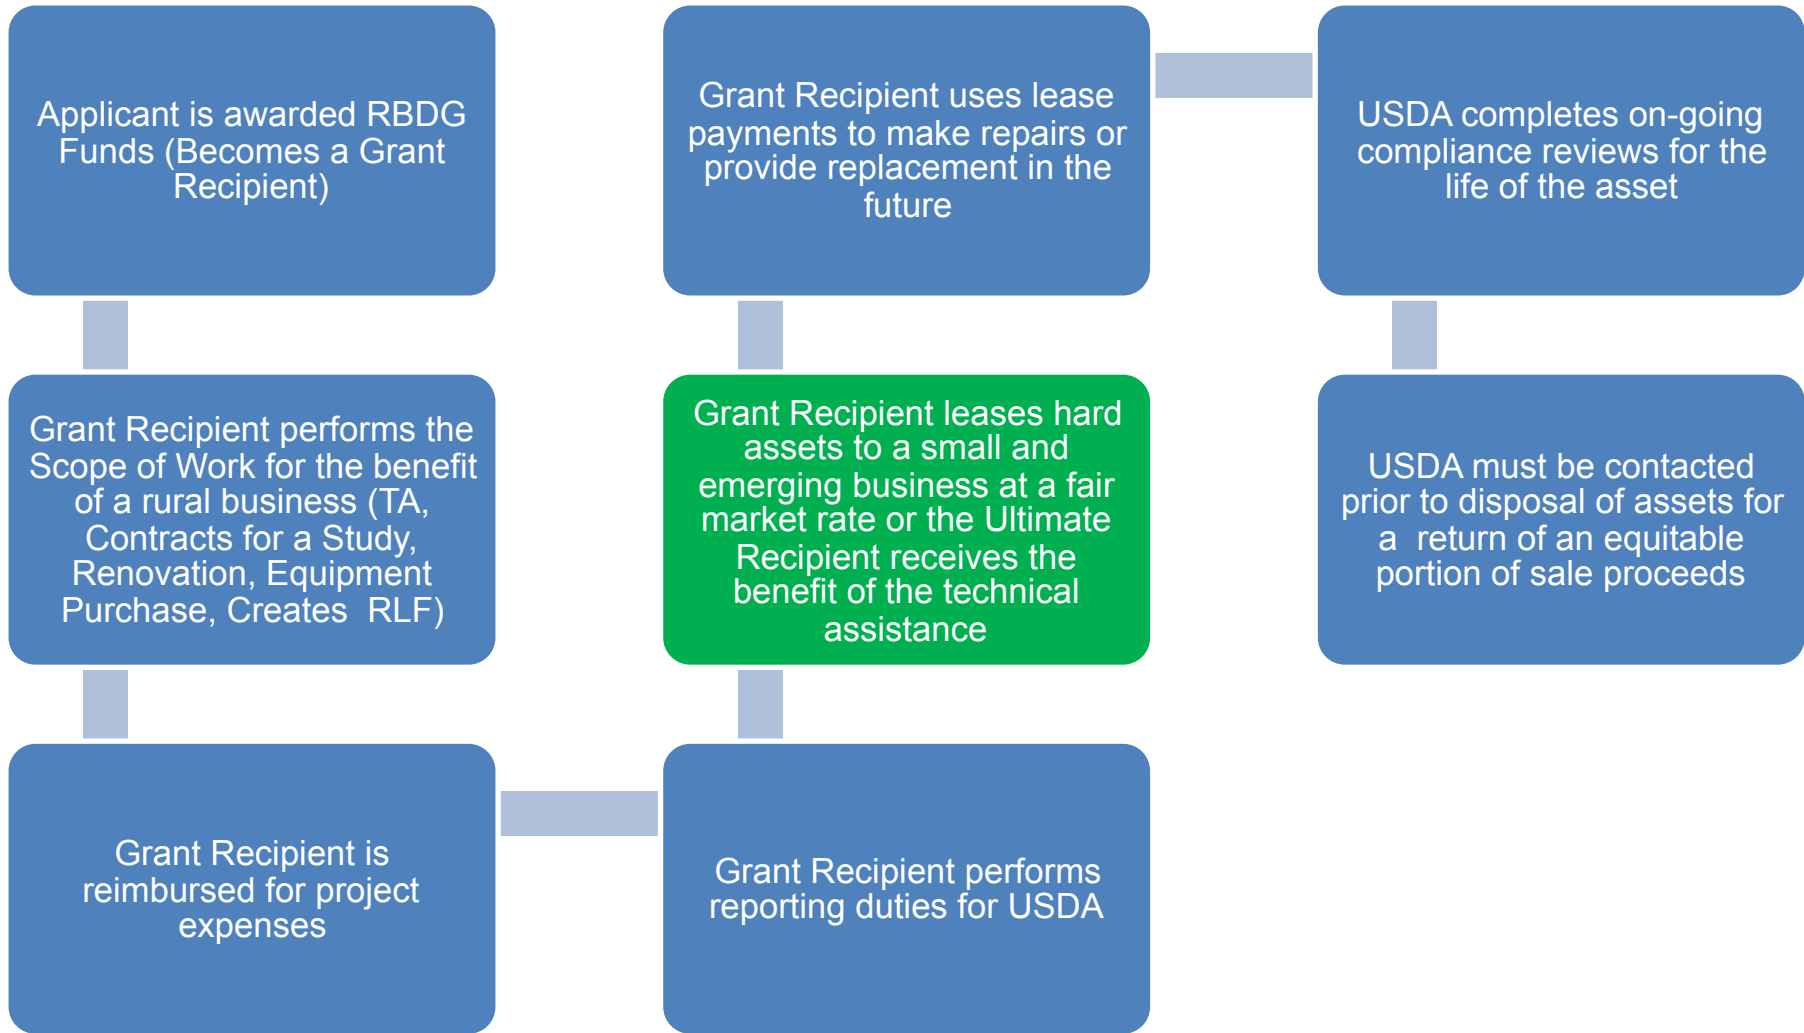 Applicant is awarded RBDG
Funds (Becomes a Grant
Recipient)
Grant Recipient performs the
Scope of Work for the benefit
of a rural business (TA,
Contracts for a Study,
Renovation, Equipment
Purchase, Creates  RLF)
Grant Recipient is
reimbursed for project
expenses
Grant Recipient performs
reporting duties for USDA
Grant Recipient leases hard
assets to a small and
emerging business at a fair
market rate or the Ultimate
Recipient receives the
benefit of the technical
assistance
Grant Recipient uses lease
payments to make repairs or
provide replacement in the
future
USDA completes on-going
compliance reviews for the
life of the asset
USDA must be contacted
prior to disposal of assets for
a  return of an equitable
portion of sale proceeds